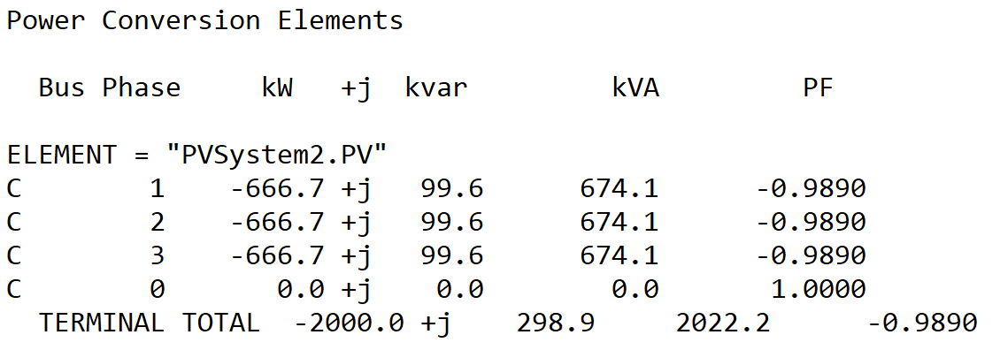 Power Conversion Elements
Bus Phase kW +j kvar kVA PF
ELEMENT = "PVSystem2.PV"
C 1 -666.7 +j 99.6 674.1 -0.9890
C 2 -666.7 +j 99.6 674.1 -0.9890
C 3 -666.7 +j 99.6 674.1 -0.9890
C 0 0.0 +j 0.0 0.0 1.0000
TERMINAL TOTAL -2000.0 +j 298.9 2022.2 -0.9890